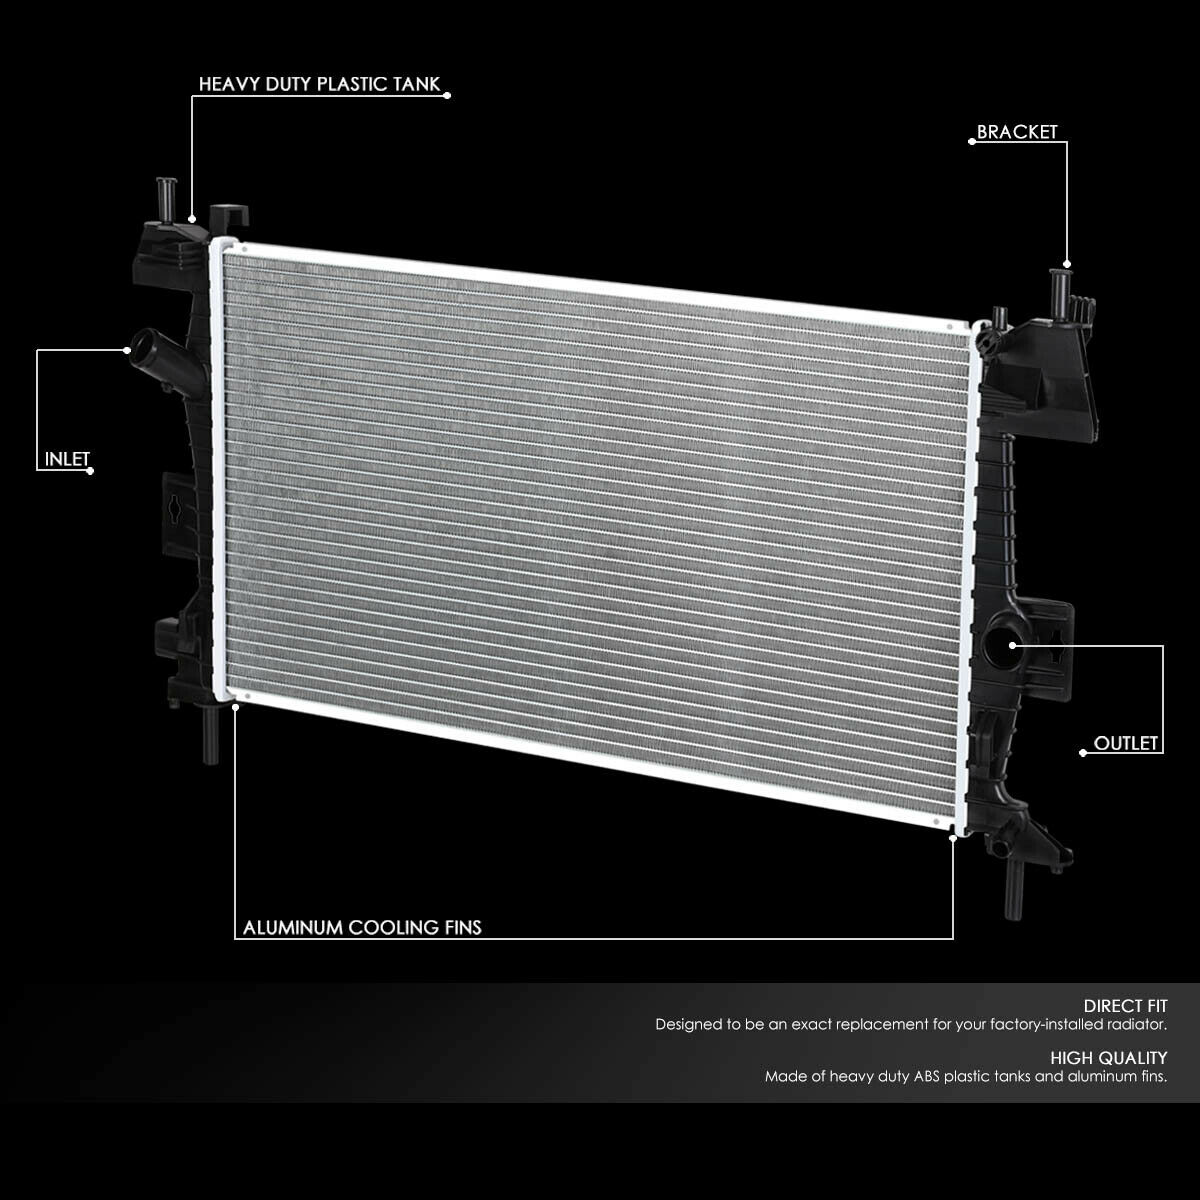 HEAVY DUTY PLASTIC TANK
BRACKET
INLET
OUTLET
ALUMINUM COOLING FINS
DIRECT FIT
Designed to be an exact replacement for your factory-installed radiator.
HIGH QUALITY
Made of heavy duty ABS plastic tanks and aluminum fins.